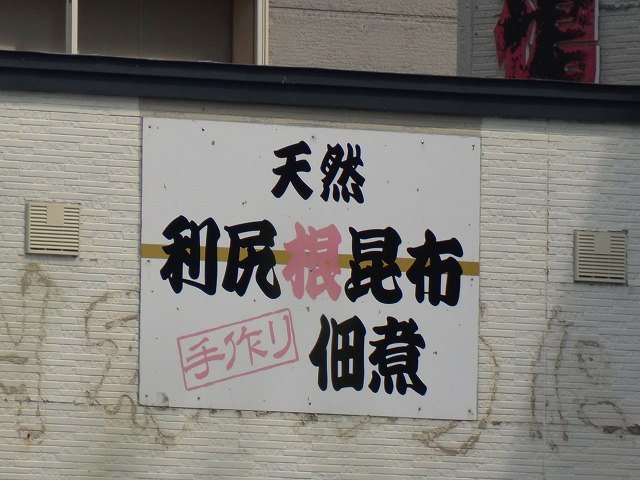 天然
利尻根昆布
手作り 佃煮